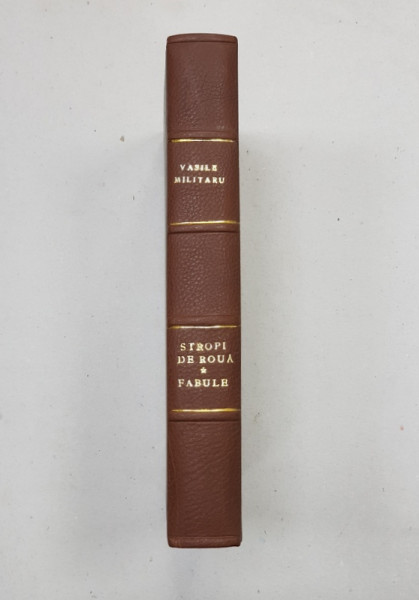 VASILE
MILITARU
STROPI
DE ROUĂ
*
FABULE